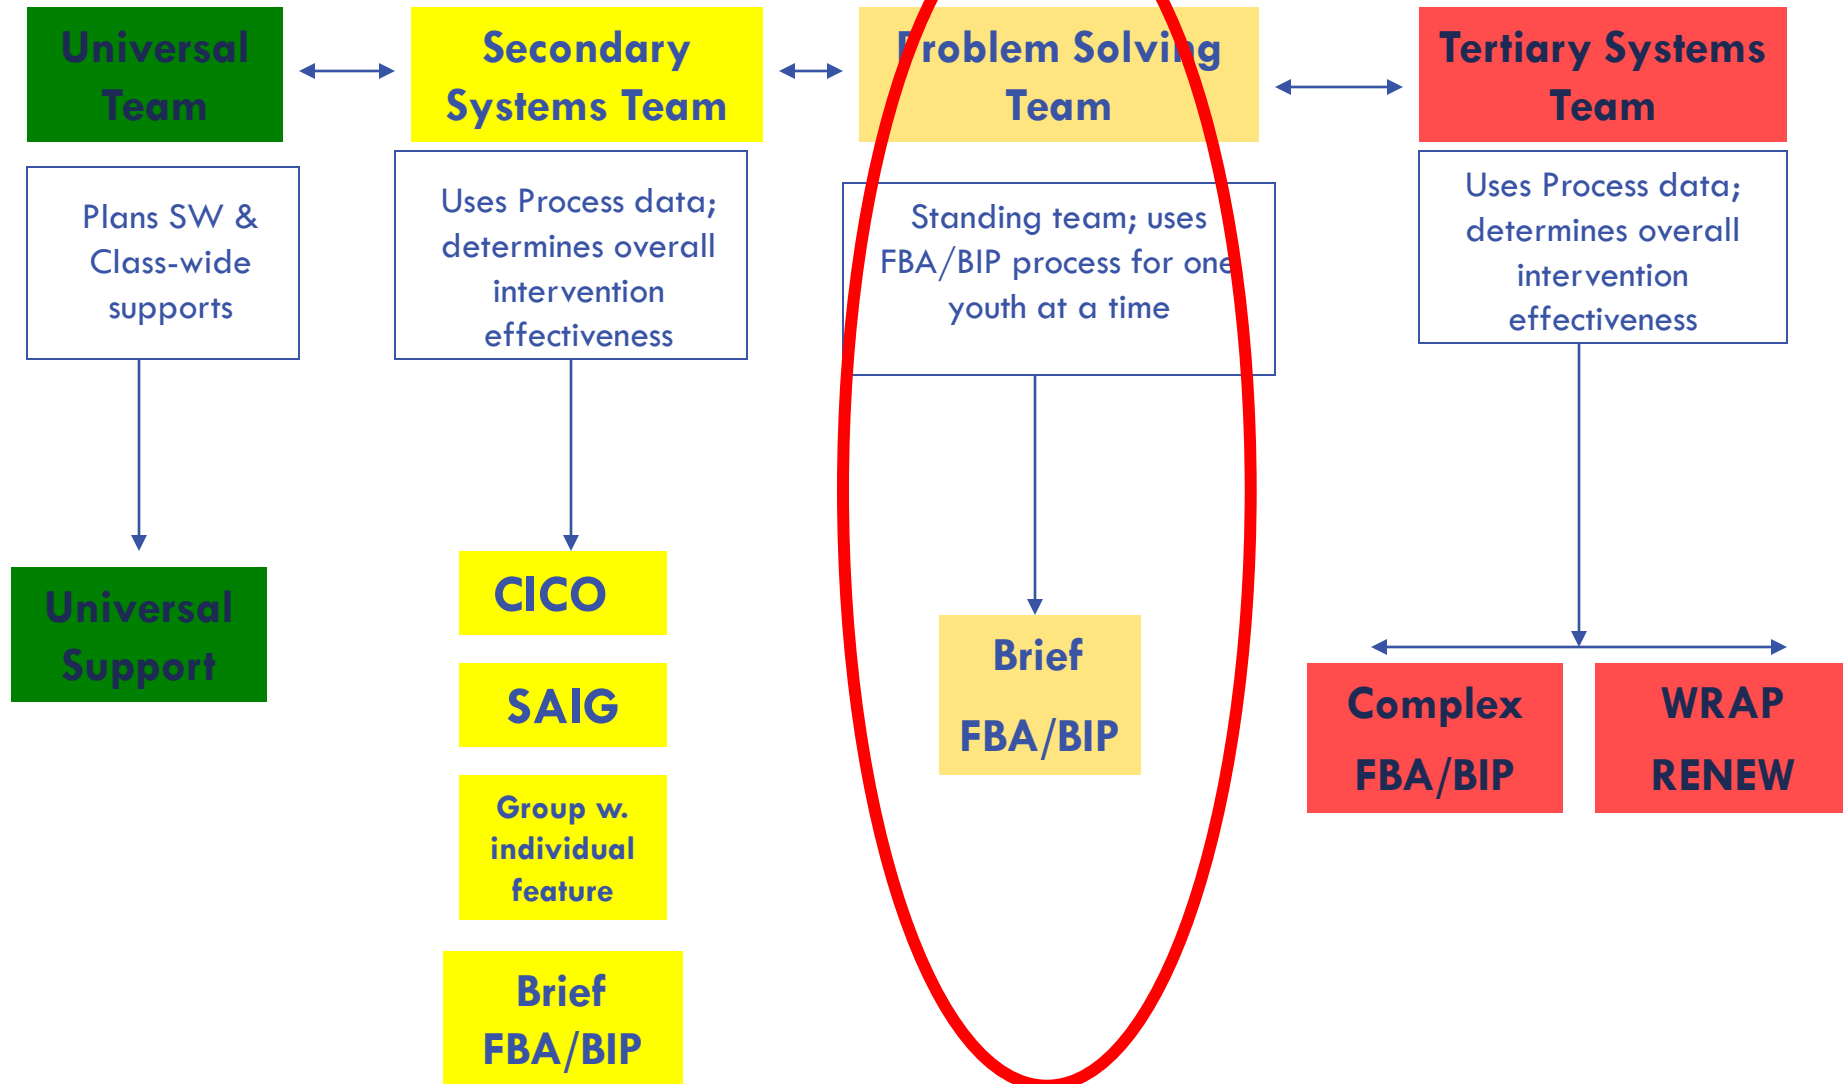 Universal
Team
Secondary
Systems Team
Problem Solving
Team
Tertiary Systems
Team
Plans SW &
Class-wide
supports
Uses Process data;
determines overall
intervention
effectiveness
Standing team; uses
FBA/BIP process for one
youth at a time
Uses Process data;
determines overall
intervention
effectiveness
Universal
Support
CICO
SAIG
Group w.
individual
feature
Brief
FBA/BIP
Brief
FBA/BIP
Complex
FBA/BIP
WRAP
RENEW